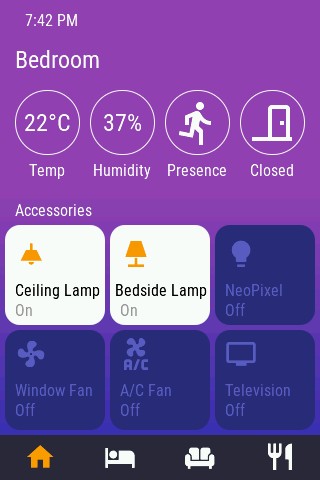 7:42 PM
Bedroom
22°C 37%
Temp Humidity Presence Closed
Accessories
Ceiling Lamp Bedside Lamp NeoPixel
On On Off
A/C
Window Fan A/C Fan Television
Off Off Off